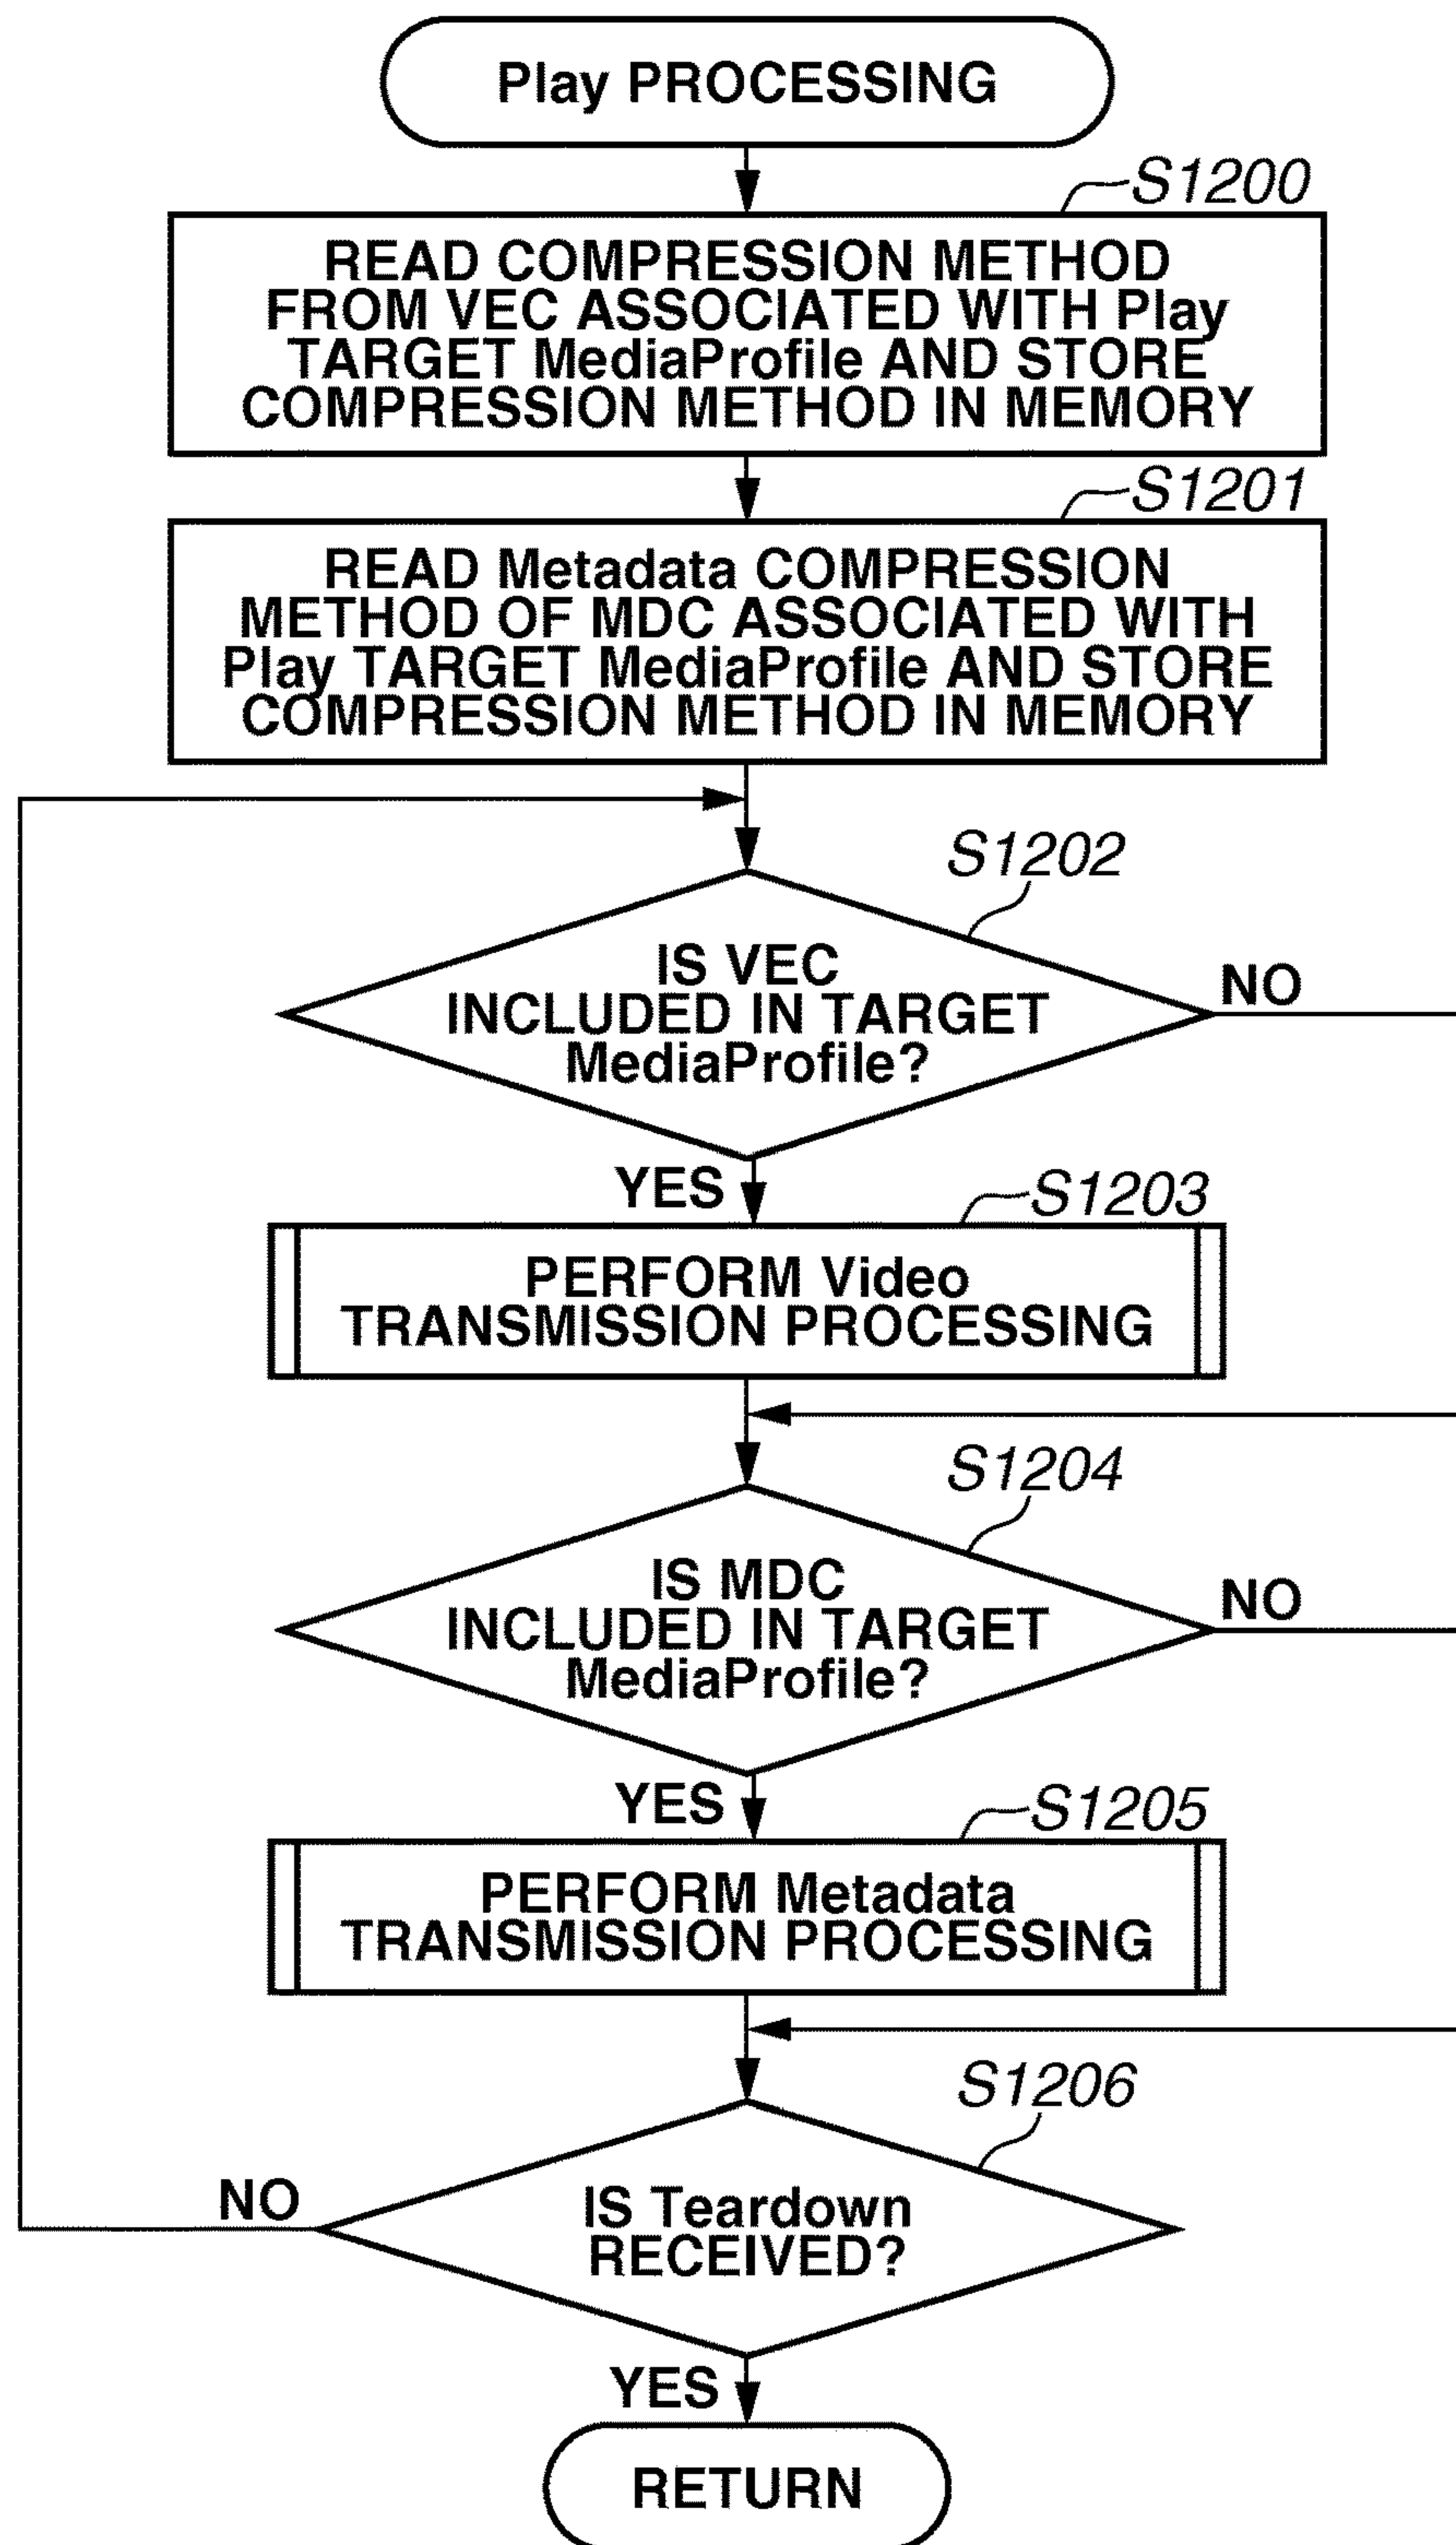 Play PROCESSING
S1200
READ COMPRESSION METHOD
FROM VEC ASSOCIATED WITH Play
TARGET MediaProfile AND STORE
COMPRESSION METHOD IN MEMORY
S1201
READ Metadata COMPRESSION
METHOD OF MDC ASSOCIATED WITH
Play TARGET MediaProfile AND STORE
COMPRESSION METHOD IN MEMORY
S1202
IS VEC
INCLUDED IN TARGET
MediaProfile?
NO
YES
S1203
PERFORM Video
TRANSMISSION PROCESSING
S1204
IS MDC
INCLUDED IN TARGET
MediaProfile?
NO
YES
S1205
PERFORM Metadata
TRANSMISSION PROCESSING
S1206
NO
IS Teardown
RECEIVED?
YES
RETURN